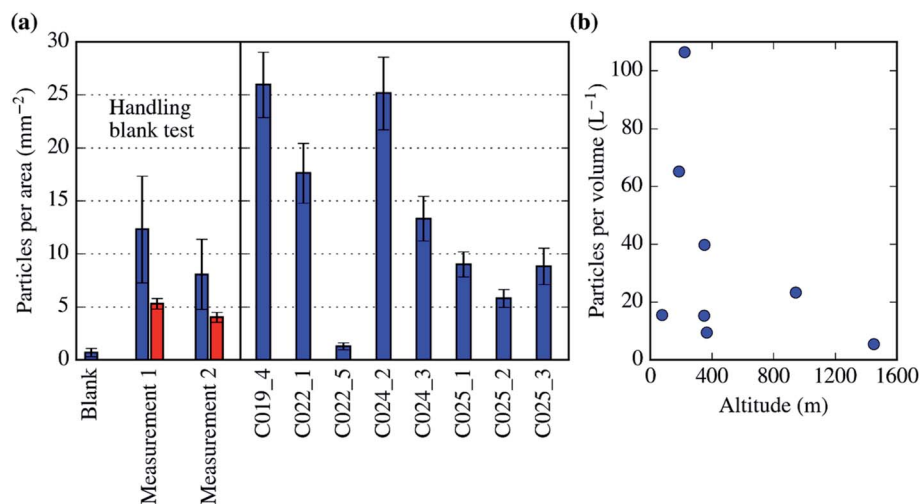 (a)
Particles per area (mm⁻²)
30
25
20
15
10
5
0
Handling
blank test
Blank
Measurement 1
Measurement 2
C019_4
C022_1
C022_5
C024_2
C024_3
C025_1
C025_2
C025_3
(b)
Particles per volume (L⁻¹)
100
80
60
40
20
0
0
400
800
1200
1600
Altitude (m)